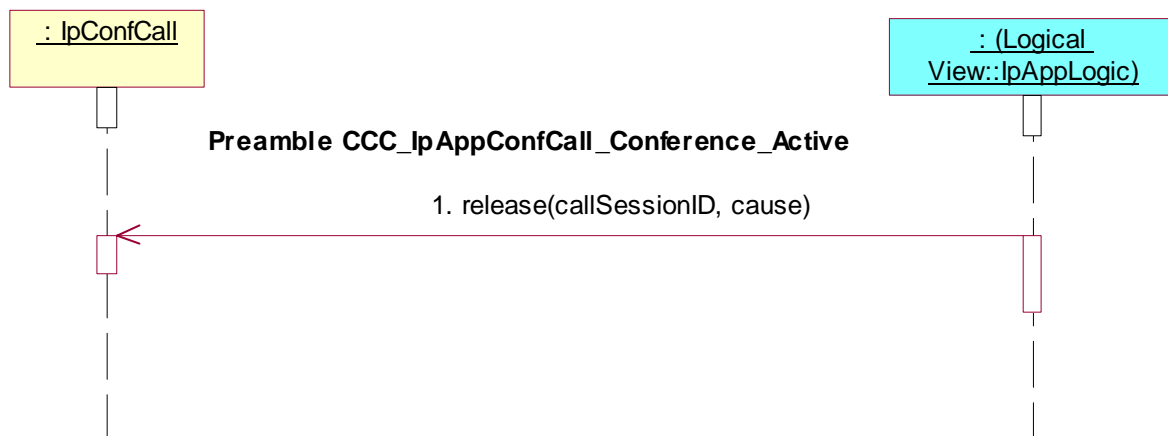 : IpConfCall
: (Logical
View::IpAppLogic)
Preamble CCC_IpAppConfCall_Conference_Active
1. release(callSessionID, cause)